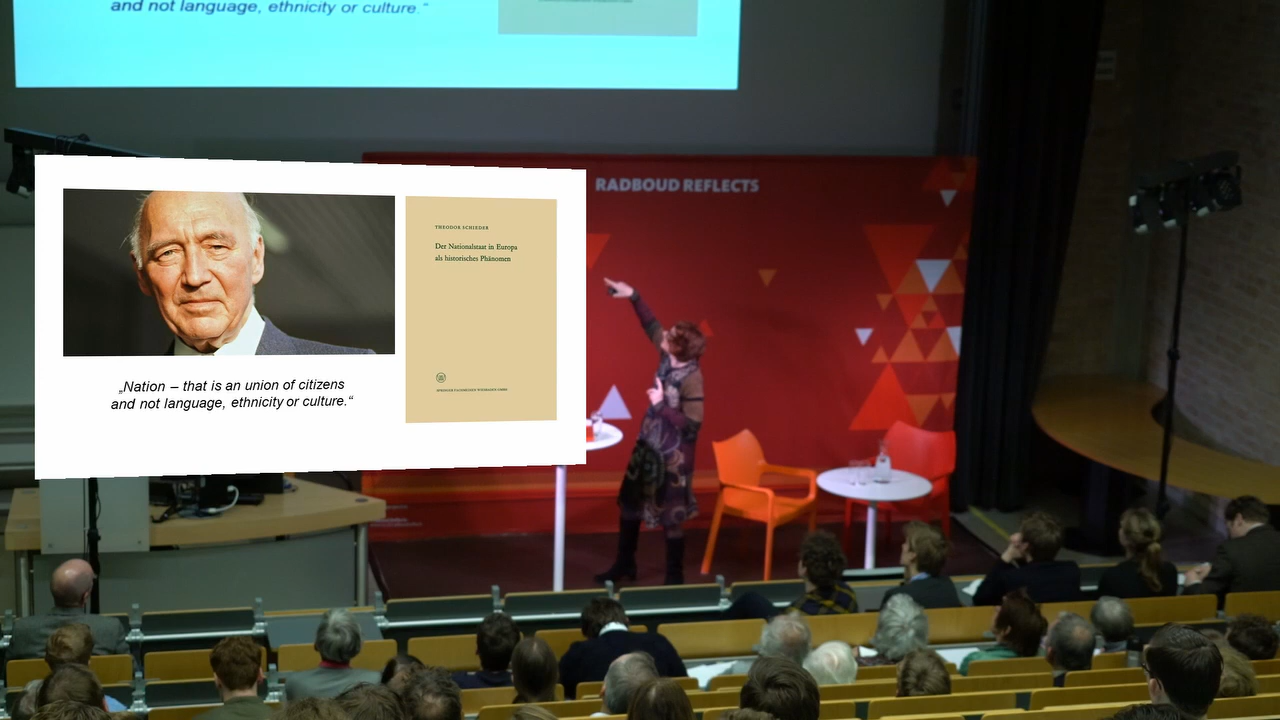 and not language, ethnicity or culture.“
RADBOUD REFLECTS
THEODOR SCHIEDER
Der Nationalstaat in Europa
als historisches Phänomen
„Nation – that is an union of citizens
and not language, ethnicity or culture.“